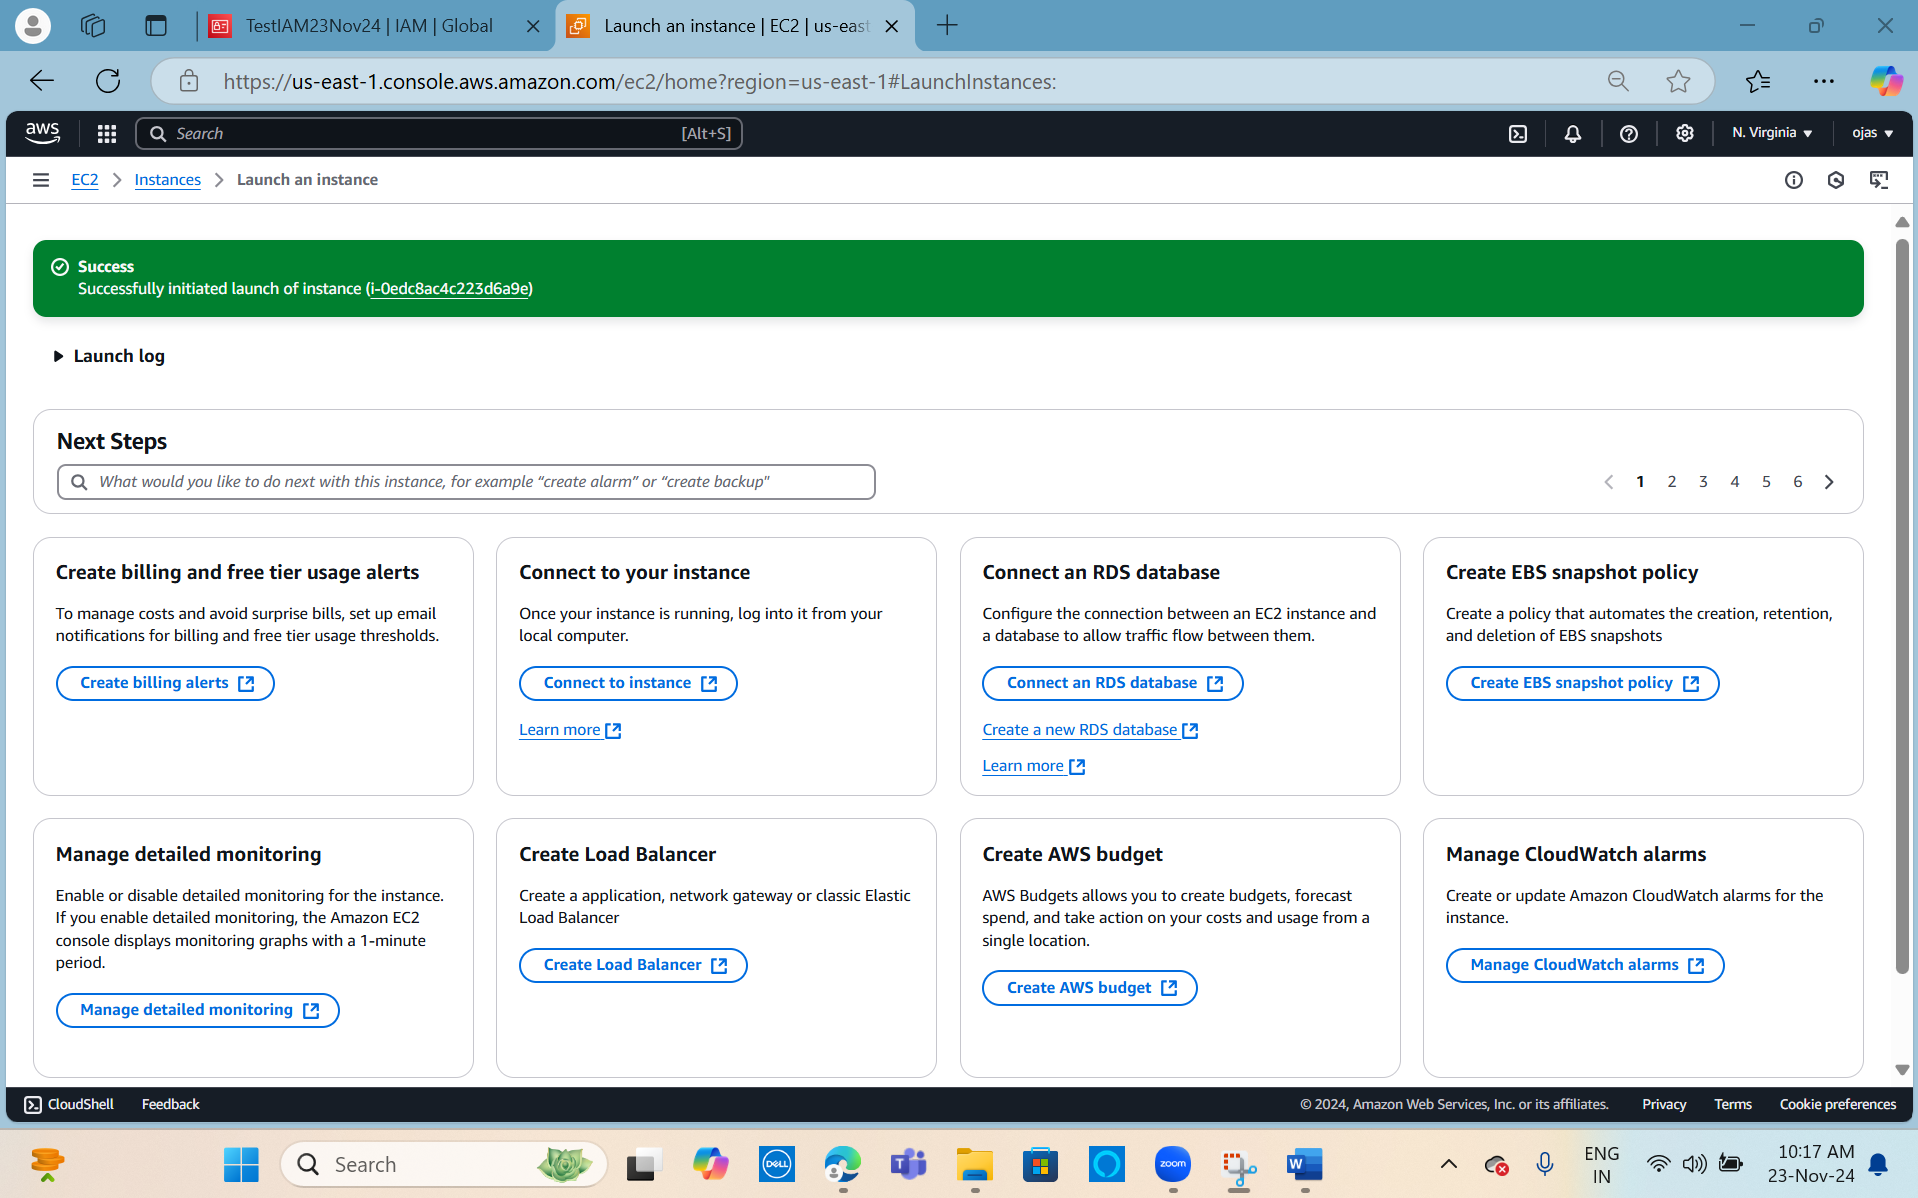 TestIAM23Nov24 | IAM | Global
Launch an instance | EC2 | us-east
https://us-east-1.console.aws.amazon.com/ec2/home?region=us-east-1#LaunchInstances:
aws
Search
[Alt+S]
N. Virginia
ojas
EC2
Instances
Launch an instance
Success
Successfully initiated launch of instance (i-0edc8ac4c223d6a9e)
Launch log
Next Steps
What would you like to do next with this instance, for example “create alarm” or “create backup"
1 2 3 4 5 6
Create billing and free tier usage alerts
To manage costs and avoid surprise bills, set up email
notifications for billing and free tier usage thresholds.
Create billing alerts
Connect to your instance
Once your instance is running, log into it from your
local computer.
Connect to instance
Learn more
Connect an RDS database
Configure the connection between an EC2 instance and
a database to allow traffic flow between them.
Connect an RDS database
Create a new RDS database
Learn more
Create EBS snapshot policy
Create a policy that automates the creation, retention,
and deletion of EBS snapshots
Create EBS snapshot policy
Manage detailed monitoring
Enable or disable detailed monitoring for the instance.
If you enable detailed monitoring, the Amazon EC2
console displays monitoring graphs with a 1-minute
period.
Manage detailed monitoring
Create Load Balancer
Create a application, network gateway or classic Elastic
Load Balancer
Create Load Balancer
Create AWS budget
AWS Budgets allows you to create budgets, forecast
spend, and take action on your costs and usage from a
single location.
Create AWS budget
Manage CloudWatch alarms
Create or update Amazon CloudWatch alarms for the
instance.
Manage CloudWatch alarms
CloudShell
Feedback
© 2024, Amazon Web Services, Inc. or its affiliates.
Privacy
Terms
Cookie preferences
Search
DELL
zoom
W
ENG
IN
10:17 AM
23-Nov-24